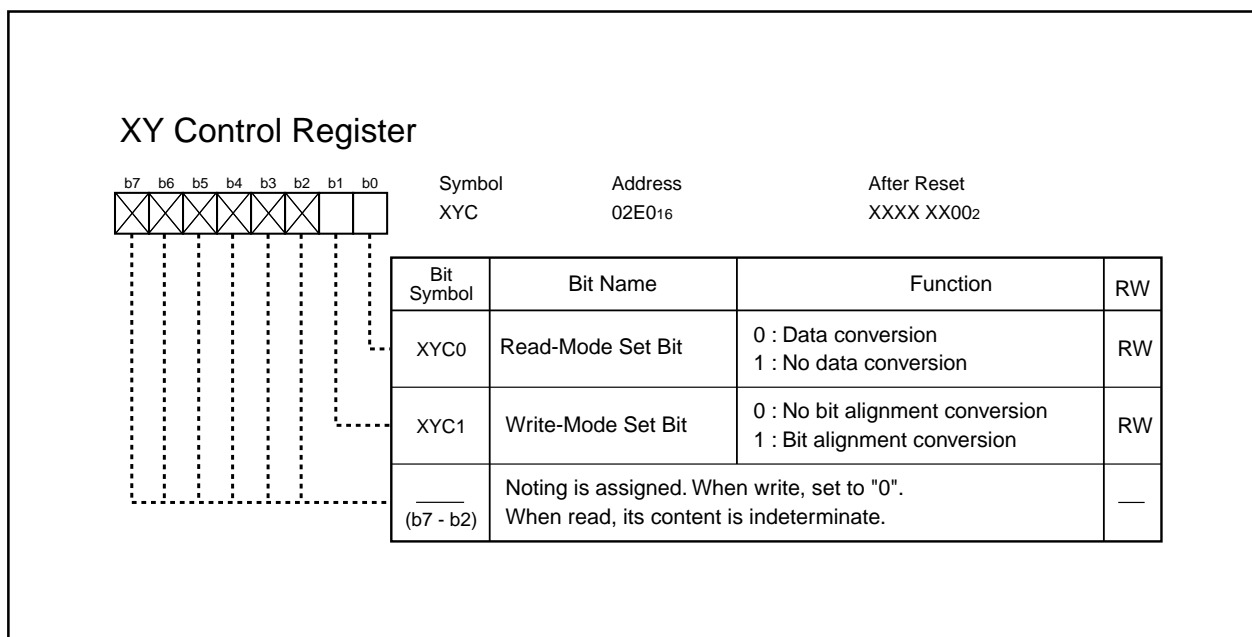 XY Control Register
b7 b6 b5 b4 b3 b2 b1 b0
Symbol Address After Reset
XYC 02E016 XXXX XX002
Bit Symbol Bit Name Function RW
XYC0 Read-Mode Set Bit 0 : Data conversion RW
1 : No data conversion
XYC1 Write-Mode Set Bit 0 : No bit alignment conversion RW
1 : Bit alignment conversion
(b7 - b2) Noting is assigned. When write, set to "0".
When read, its content is indeterminate.